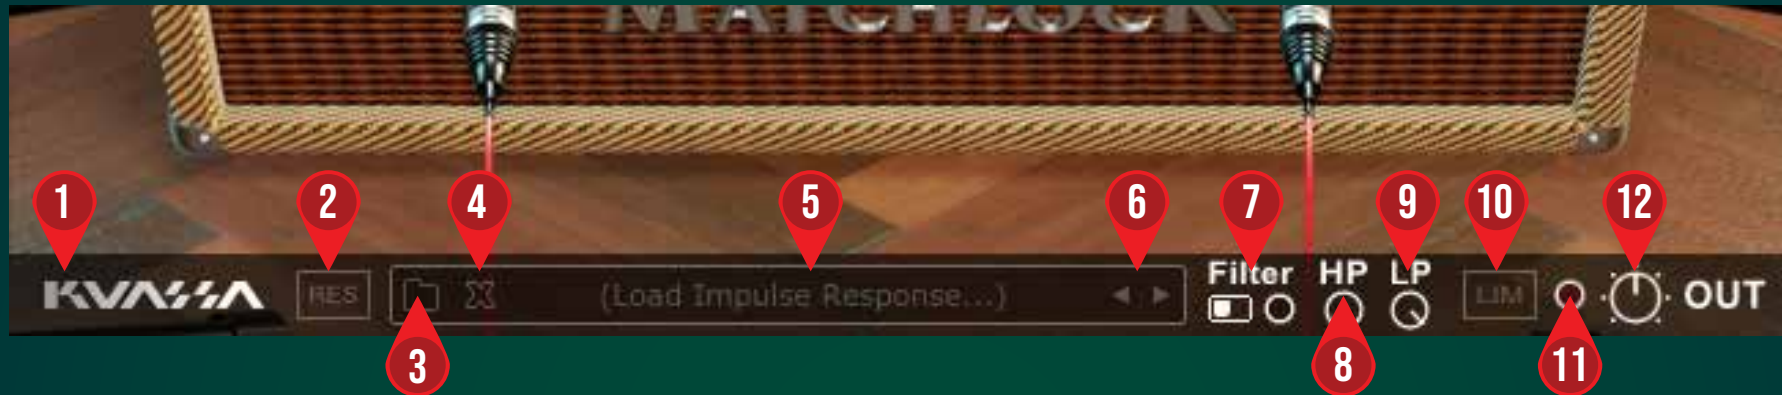 MATCHLOCK
1
2
4
5
6
7
9
10
12
KVASSA
RES
X
(Load Impulse Response...)
Filter
HP
LP
LIM
OUT
3
8
11